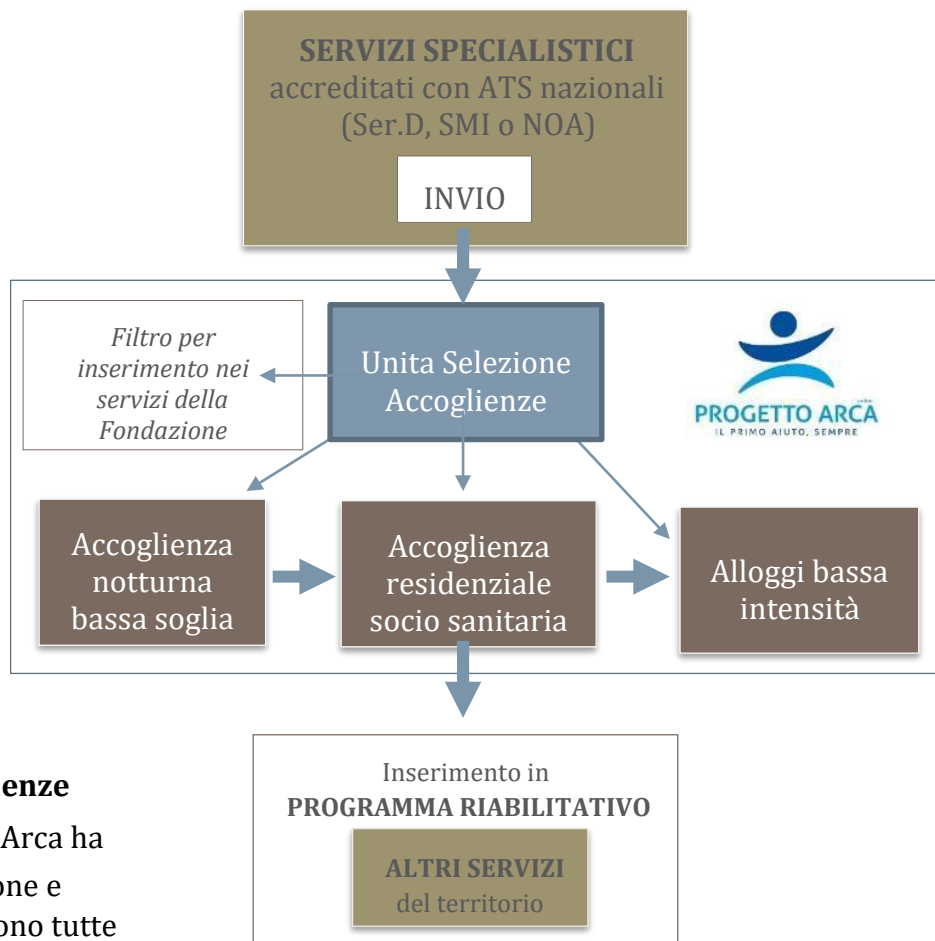 SERVIZI SPECIALISTICI
accreditati con ATS nazionali
(Ser.D, SMI o NOA)
INVIO
Filtro per
inserimento nei
servizi della
Fondazione
Unita Selezione
Accoglienze
PROGETTO ARCA
IL PRIMO AIUTO, SEMPRE
Accoglienza
notturna
bassa soglia
Accoglienza
residenziale
socio sanitaria
Alloggi bassa
intensità
Inserimento in
PROGRAMMA RIABILITATIVO
ALTRI SERVIZI
del territorio
enze
Arca ha
one e
ono tutte